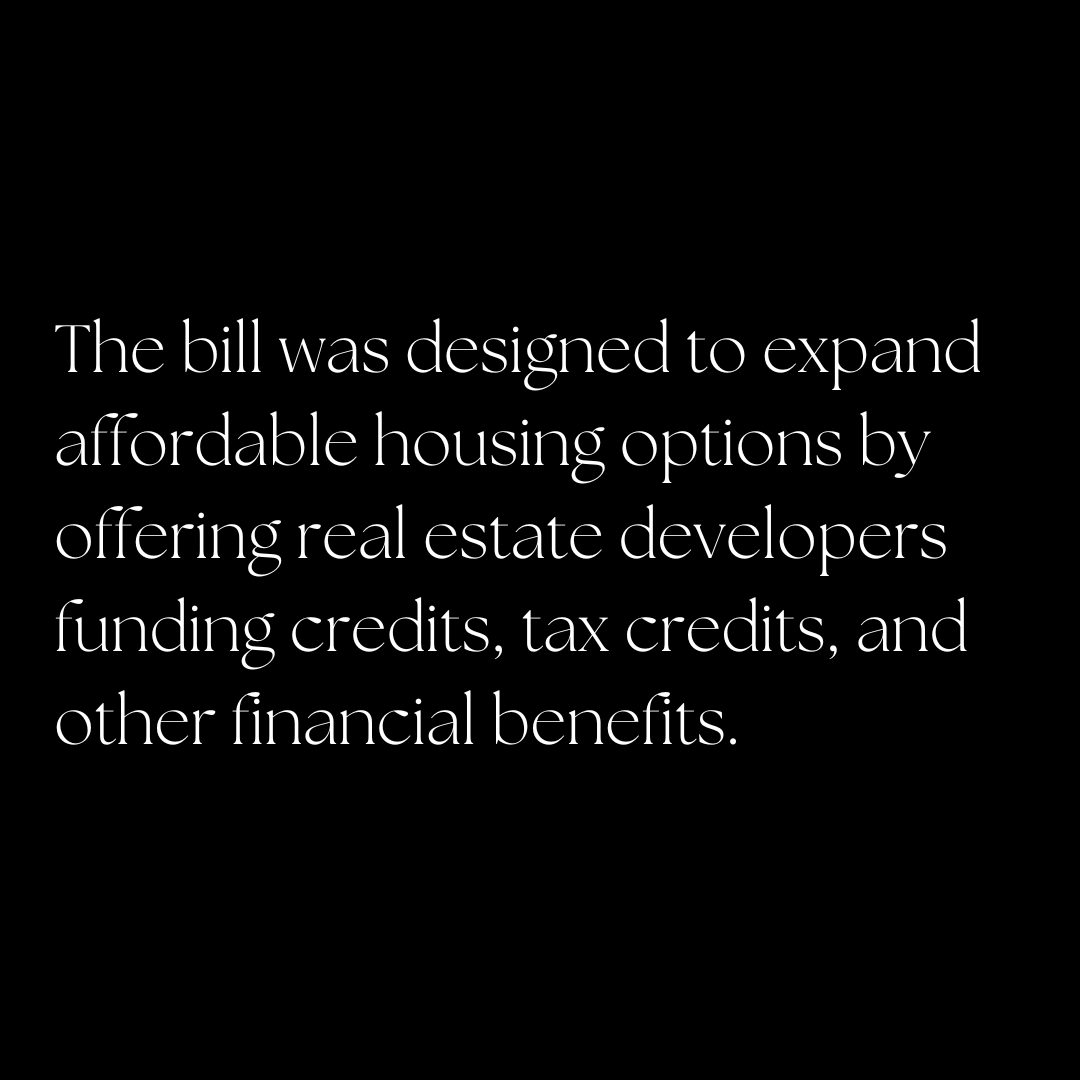 The bill was designed to expand
affordable housing options by
offering real estate developers
funding credits, tax credits, and
other financial benefits.